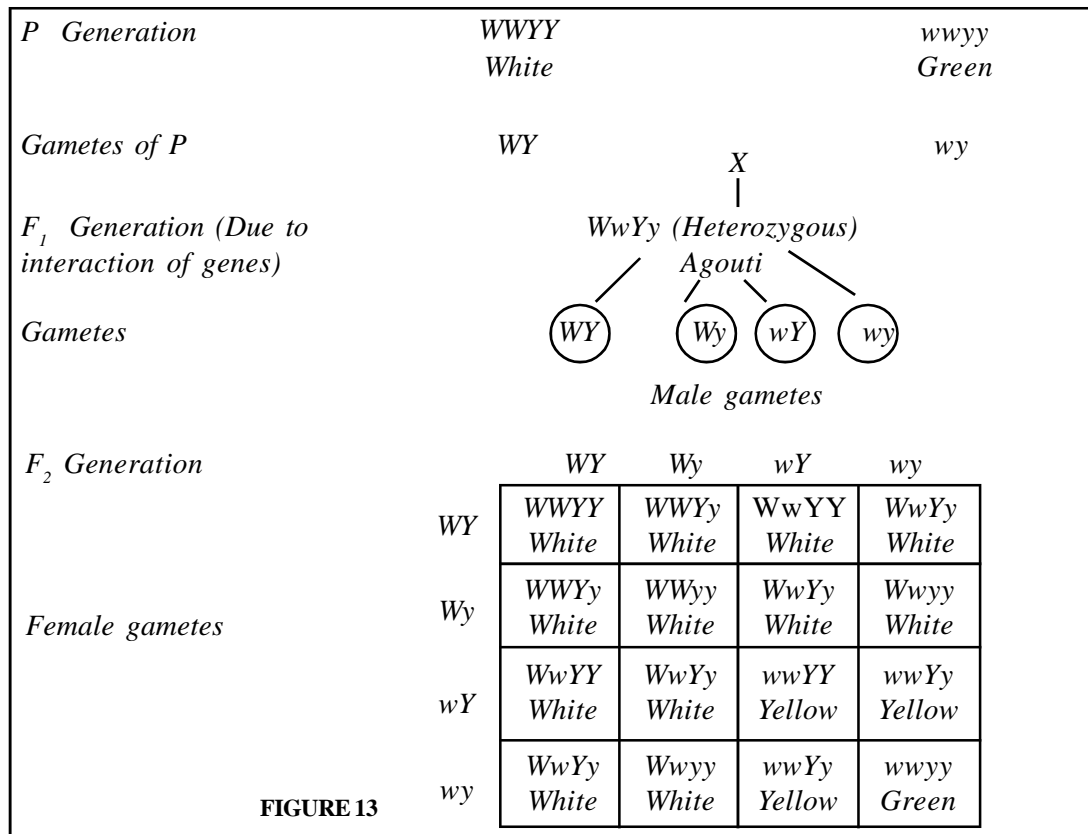 P Generation WWYY wwyy
White Green
Gametes of P WY wy
X
F1 Generation (Due to WwYy (Heterozygous)
interaction of genes) Agouti
Gametes WY Wy wY wy
Male gametes
F2 Generation WY Wy wY wy
WY WWYY WWYy WwYY WwYy
White White White White
Wy WWYy WWyy WwYy Wwyy
Female gametes White White White White
wY WwYY WwYy wwYY wwYy
White White Yellow Yellow
wy WwYy Wwyy wwYy wwyy
FIGURE 13 White White Yellow Green